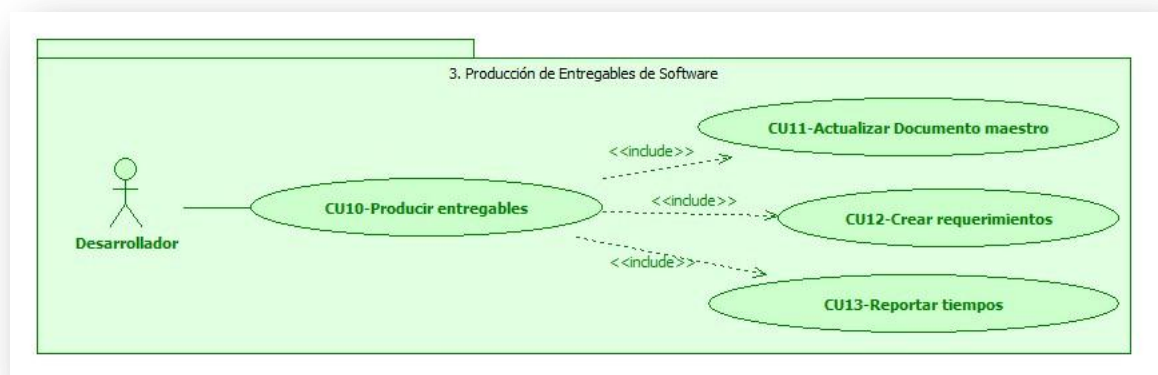 3. Producción de Entregables de Software
CU11-Actualizar Documento maestro
<<include>>
CU10-Producir entregables
<<include>>
CU12-Crear requerimientos
Desarrollador
<<include>>
CU13-Reportar tiempos